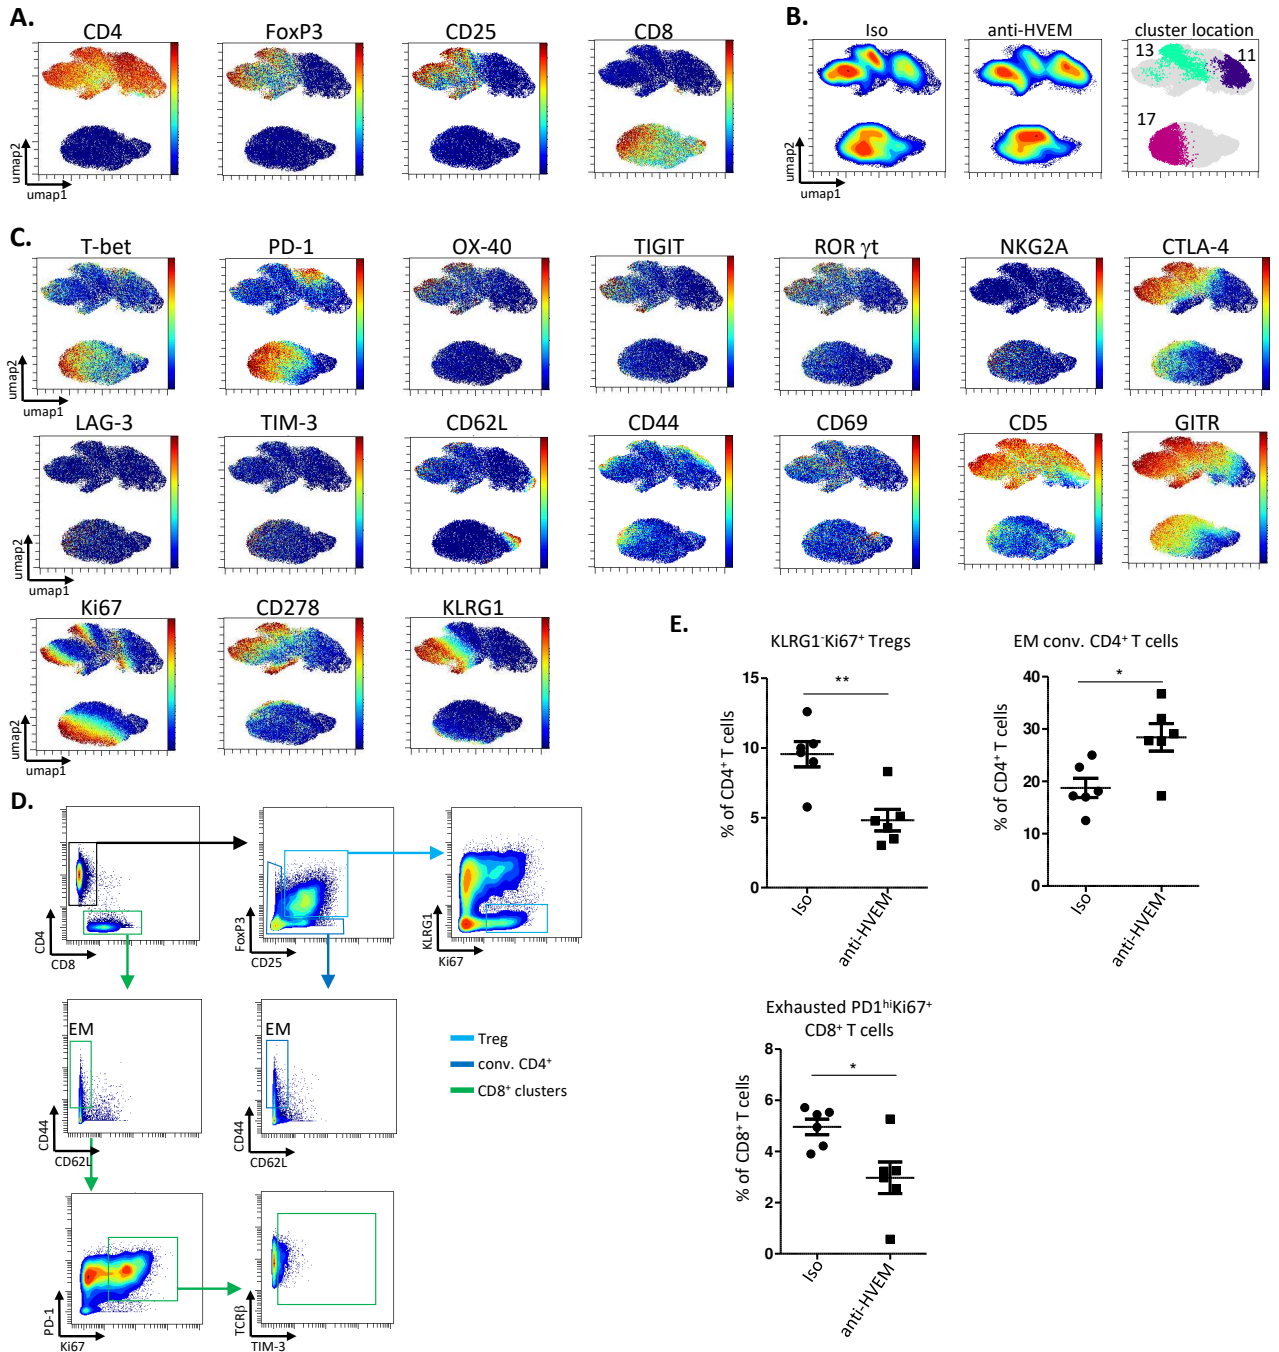 A.
CD4 FoxP3 CD25 CD8
umap2
umap1
B.
Iso anti-HVEM cluster location
13
11
17
umap2
umap1
C.
T-bet PD-1 OX-40 TIGIT ROR γt NKG2A CTLA-4
umap2
umap1
LAG-3 TIM-3 CD62L CD44 CD69 CD5 GITR
umap2
umap1
Ki67 CD278 KLRG1
umap2
umap1
D.
CD4
CD8
FoxP3
CD25
KLRG1
Ki67
EM
CD44
CD62L
EM
CD44
CD62L
Treg
conv. CD4⁺
CD8⁺ clusters
PD-1
Ki67
TCRβ
TIM-3
E.
KLRG1⁻Ki67⁺ Tregs
**
% of CD4⁺ T cells
15
10
5
0
Iso
anti-HVEM
EM conv. CD4⁺ T cells
*
% of CD4⁺ T cells
40
30
20
10
0
Iso
anti-HVEM
Exhausted PD1ʰⁱKi67⁺
CD8⁺ T cells
*
% of CD8⁺ T cells
8
6
4
2
0
Iso
anti-HVEM